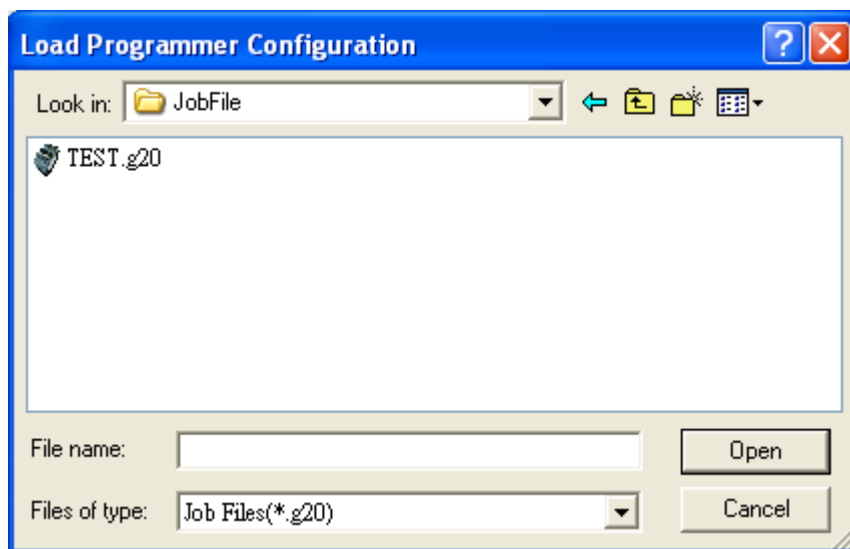 Load Programmer Configuration
Look in: JobFile
TEST.g20
File name:
Open
Files of type: Job Files(*.g20)
Cancel